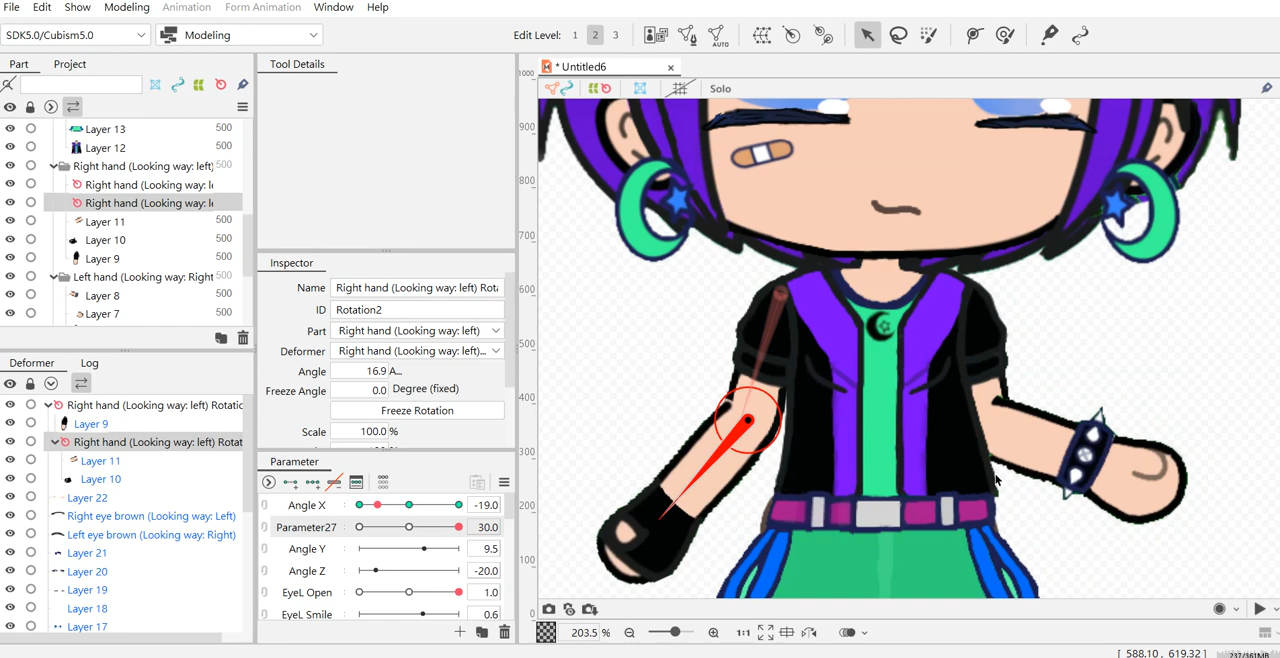 File Edit Show Modeling Animation Form Animation Window Help
SDK5.0/Cubism5.0 Modeling Edit Level: 1 2 3 AUTO
Part Project
Tool Details
* Untitled6
Solo
Layer 13 500
Layer 12 500
Right hand (Looking way: left) 500
Right hand (Looking way: l
Right hand (Looking way: l
Layer 11 500
Layer 10 500
Layer 9 500
Left hand (Looking way: Right 500
Layer 8 500
Layer 7 500
Deformer Log
Right hand (Looking way: left) Rotatic
Layer 9
Right hand (Looking way: left) Rotat
Layer 11
Layer 10
Layer 22
Right eye brown (Looking way: Left)
Left eye brown (Looking way: Right)
Layer 21
Layer 20
Layer 19
Layer 18
Layer 17
Inspector
Name Right hand (Looking way: left) Rota
ID Rotation2
Part Right hand (Looking way: left)
Deformer Right hand (Looking way: left)...
Angle 16.9 A...
Freeze Angle 0.0 Degree (fixed)
Freeze Rotation
Scale 100.0 %
Parameter
Angle X -19.0
Parameter27 30.0
Angle Y 9.5
Angle Z -20.0
EyeL Open 1.0
EyeL Smile 0.6
1000
900
800
700
600
500
400
300
200
100
0
203.5 % 1:1
[ 588.10 , 619.32 ] 237/361MB